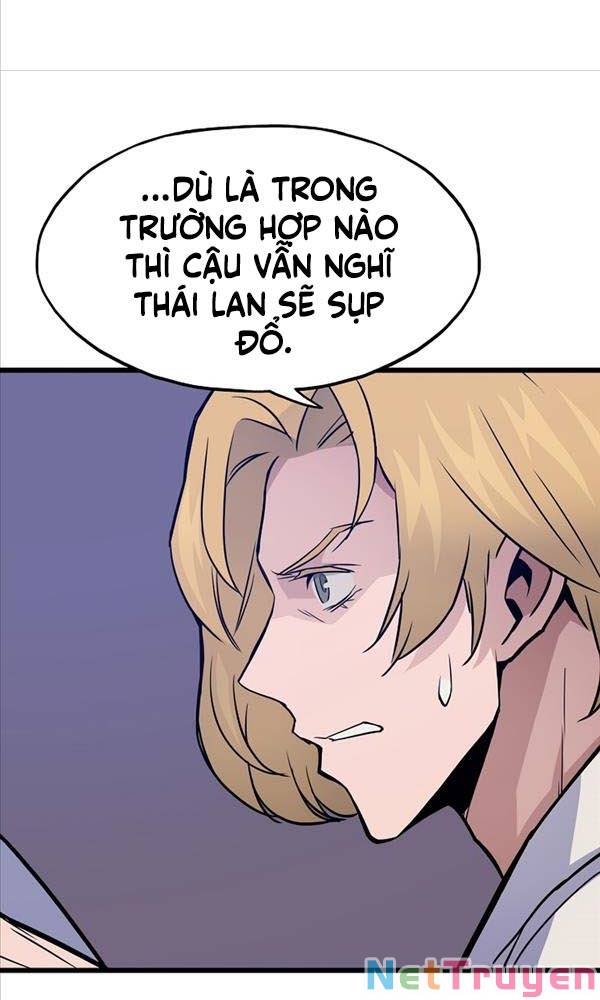 ...DÙ LÀ TRONG
TRƯỜNG HỢP NÀO
THÌ CẬU VẪN NGHĨ
THÁI LAN SẼ SỤP
ĐỔ.
NetTruyen